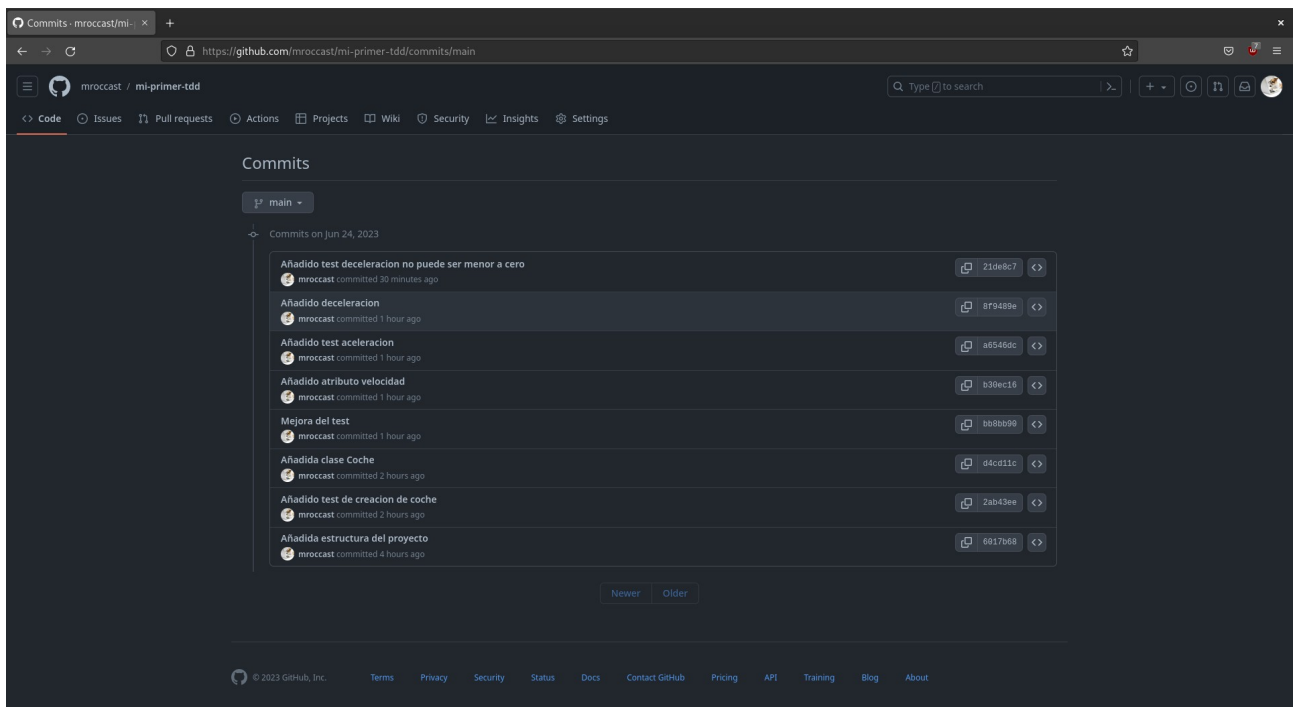 Commits · mroccast/mi-
https://github.com/mroccast/mi-primer-tdd/commits/main
mroccast / mi-primer-tdd
Type / to search
Code Issues Pull requests Actions Projects Wiki Security Insights Settings
Commits
main
Commits on Jun 24, 2023
Añadido test deceleracion no puede ser menor a cero
mroccast committed 30 minutes ago
21de8c7
Añadido deceleracion
mroccast committed 1 hour ago
8f9489e
Añadido test aceleracion
mroccast committed 1 hour ago
a6546dc
Añadido atributo velocidad
mroccast committed 1 hour ago
b30ec16
Mejora del test
mroccast committed 1 hour ago
bb8bb90
Añadida clase Coche
mroccast committed 2 hours ago
d4cd11c
Añadido test de creacion de coche
mroccast committed 2 hours ago
2ab43ee
Añadida estructura del proyecto
mroccast committed 4 hours ago
6017b68
Newer Older
© 2023 GitHub, Inc. Terms Privacy Security Status Docs Contact GitHub Pricing API Training Blog About